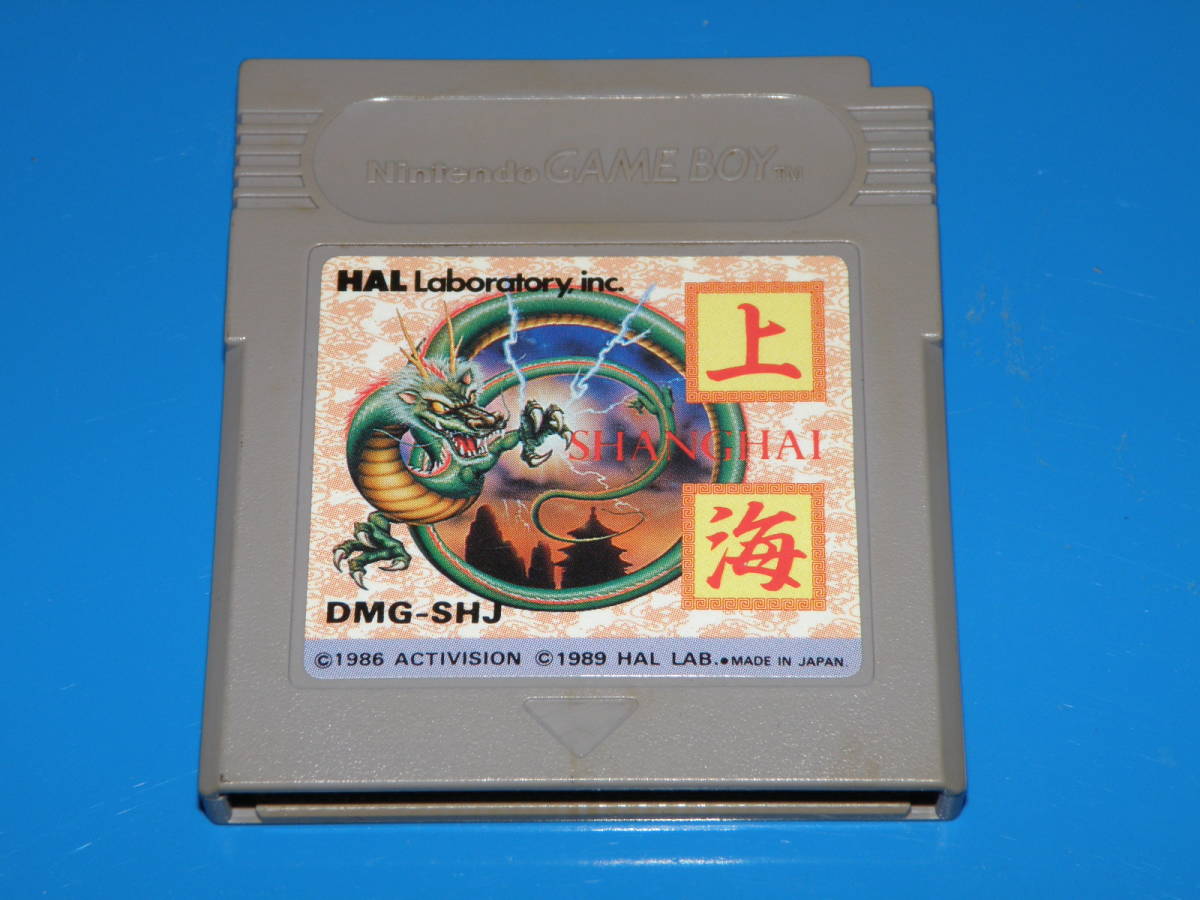 Nintendo GAME BOY TM
HAL Laboratory, inc.
上
SHANGHAI
海
DMG-SHJ
©1986 ACTIVISION ©1989 HAL LAB. ● MADE IN JAPAN.